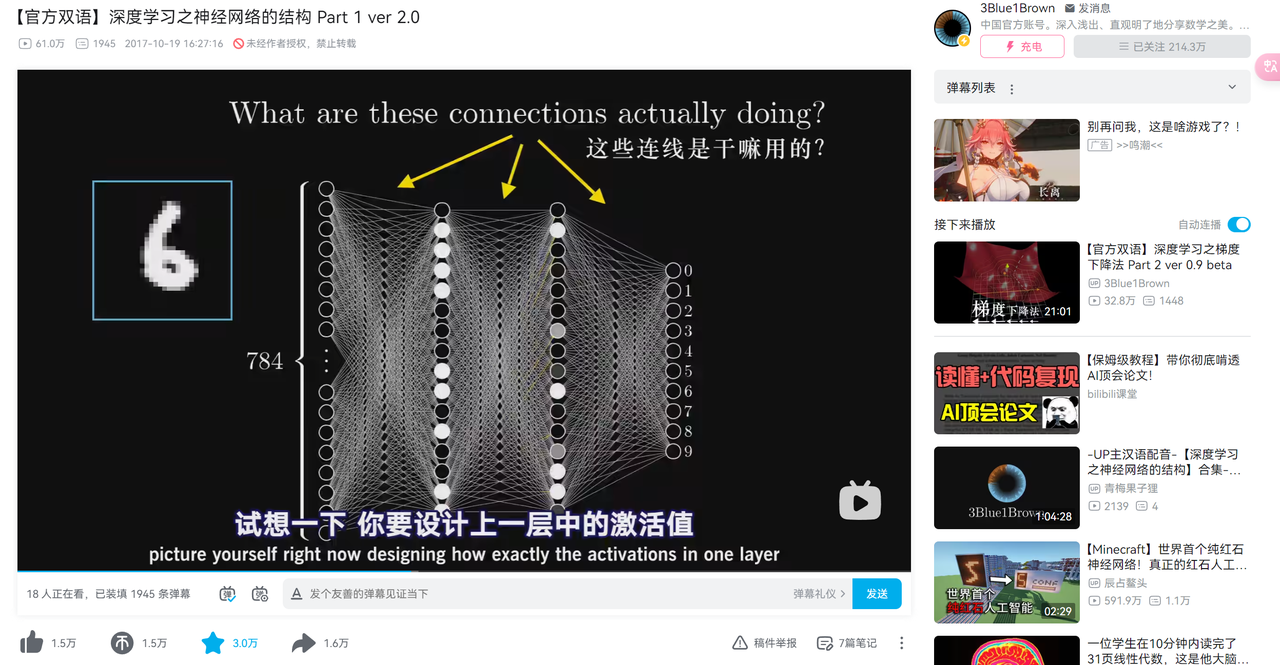 【官方双语】深度学习之神经网络的结构 Part 1 ver 2.0
61.0万 1945 2017-10-19 16:27:16 未经作者授权，禁止转载
What are these connections actually doing?
这些连线是干嘛用的？
784
0
1
2
3
4
5
6
7
8
9
试想一下 你要设计上一层中的激活值
picture yourself right now designing how exactly the activations in one layer
18 人正在看，已装填 1945 条弹幕
弹
弹
A 发个友善的弹幕见证当下
弹幕礼仪 >
发送
1.5万
1.5万
3.0万
1.6万
稿件举报
7篇笔记
3Blue1Brown 发消息
中国官方账号。深入浅出、直观明了地分享数学之美。...
充电
已关注 214.3万
弹幕列表
别再问我，这是啥游戏了？！
广告 >>鸣潮<<
长离
接下来播放
自动连播
【官方双语】深度学习之梯度
下降法 Part 2 ver 0.9 beta
UP 3Blue1Brown
32.8万 1448
梯度下降法
21:01
【保姆级教程】带你彻底啃透
AI顶会论文！
bilibili课堂
读懂+代码复现
AI顶会论文
-UP主汉语配音-【深度学习
之神经网络的结构】合集-...
UP 青梅果子狸
2139 4
3Blue1Brown
1:04:28
【Minecraft】世界首个纯红石
神经网络！真正的红石人工...
UP 辰占鳌头
591.9万 1.1万
世界首个
纯红石人工智能
02:29
一位学生在10分钟内读完了
31页线性代数，这是他大脑...